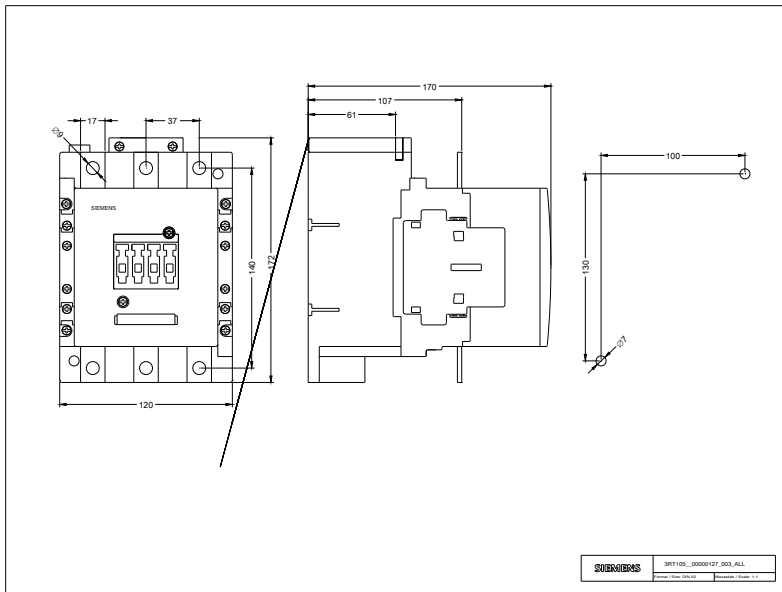 170
107
61
17
37
Ø9
SIEMENS
140
172
120
100
130
Ø7
SIEMENS
3RT105__00000127_003_ALL
Format / Size: DIN A2
Massstab / Scale: 1:1